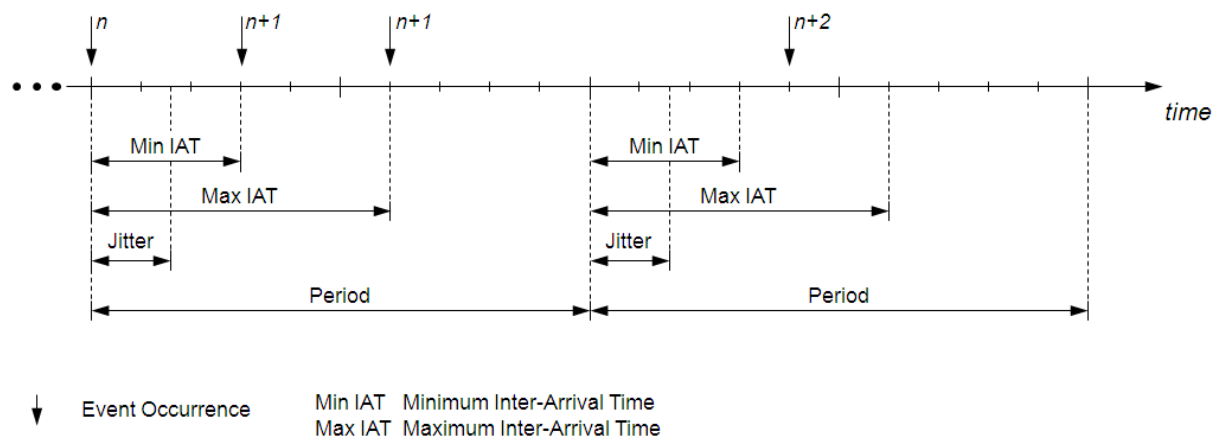 n n+1 n+1 n+2
time
Min IAT Min IAT
Max IAT Max IAT
Jitter Jitter
Period Period
Event Occurrence Min IAT Minimum Inter-Arrival Time
Max IAT Maximum Inter-Arrival Time